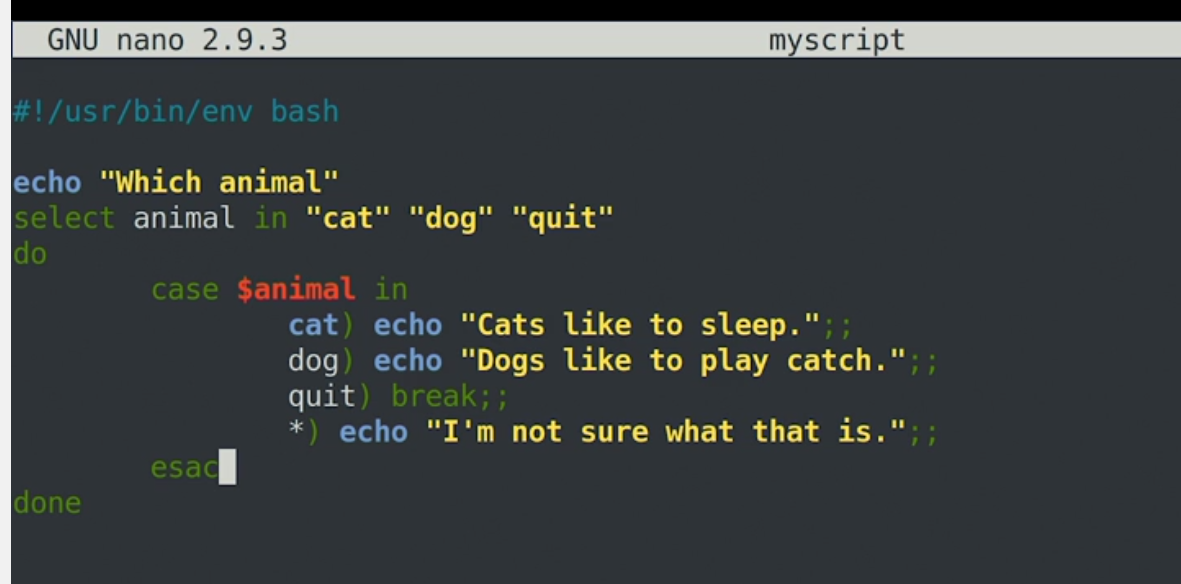 GNU nano 2.9.3 myscript
#!/usr/bin/env bash
echo "Which animal"
select animal in "cat" "dog" "quit"
do
case $animal in
cat) echo "Cats like to sleep.";;
dog) echo "Dogs like to play catch.";;
quit) break;;
*) echo "I'm not sure what that is.";;
esac
done